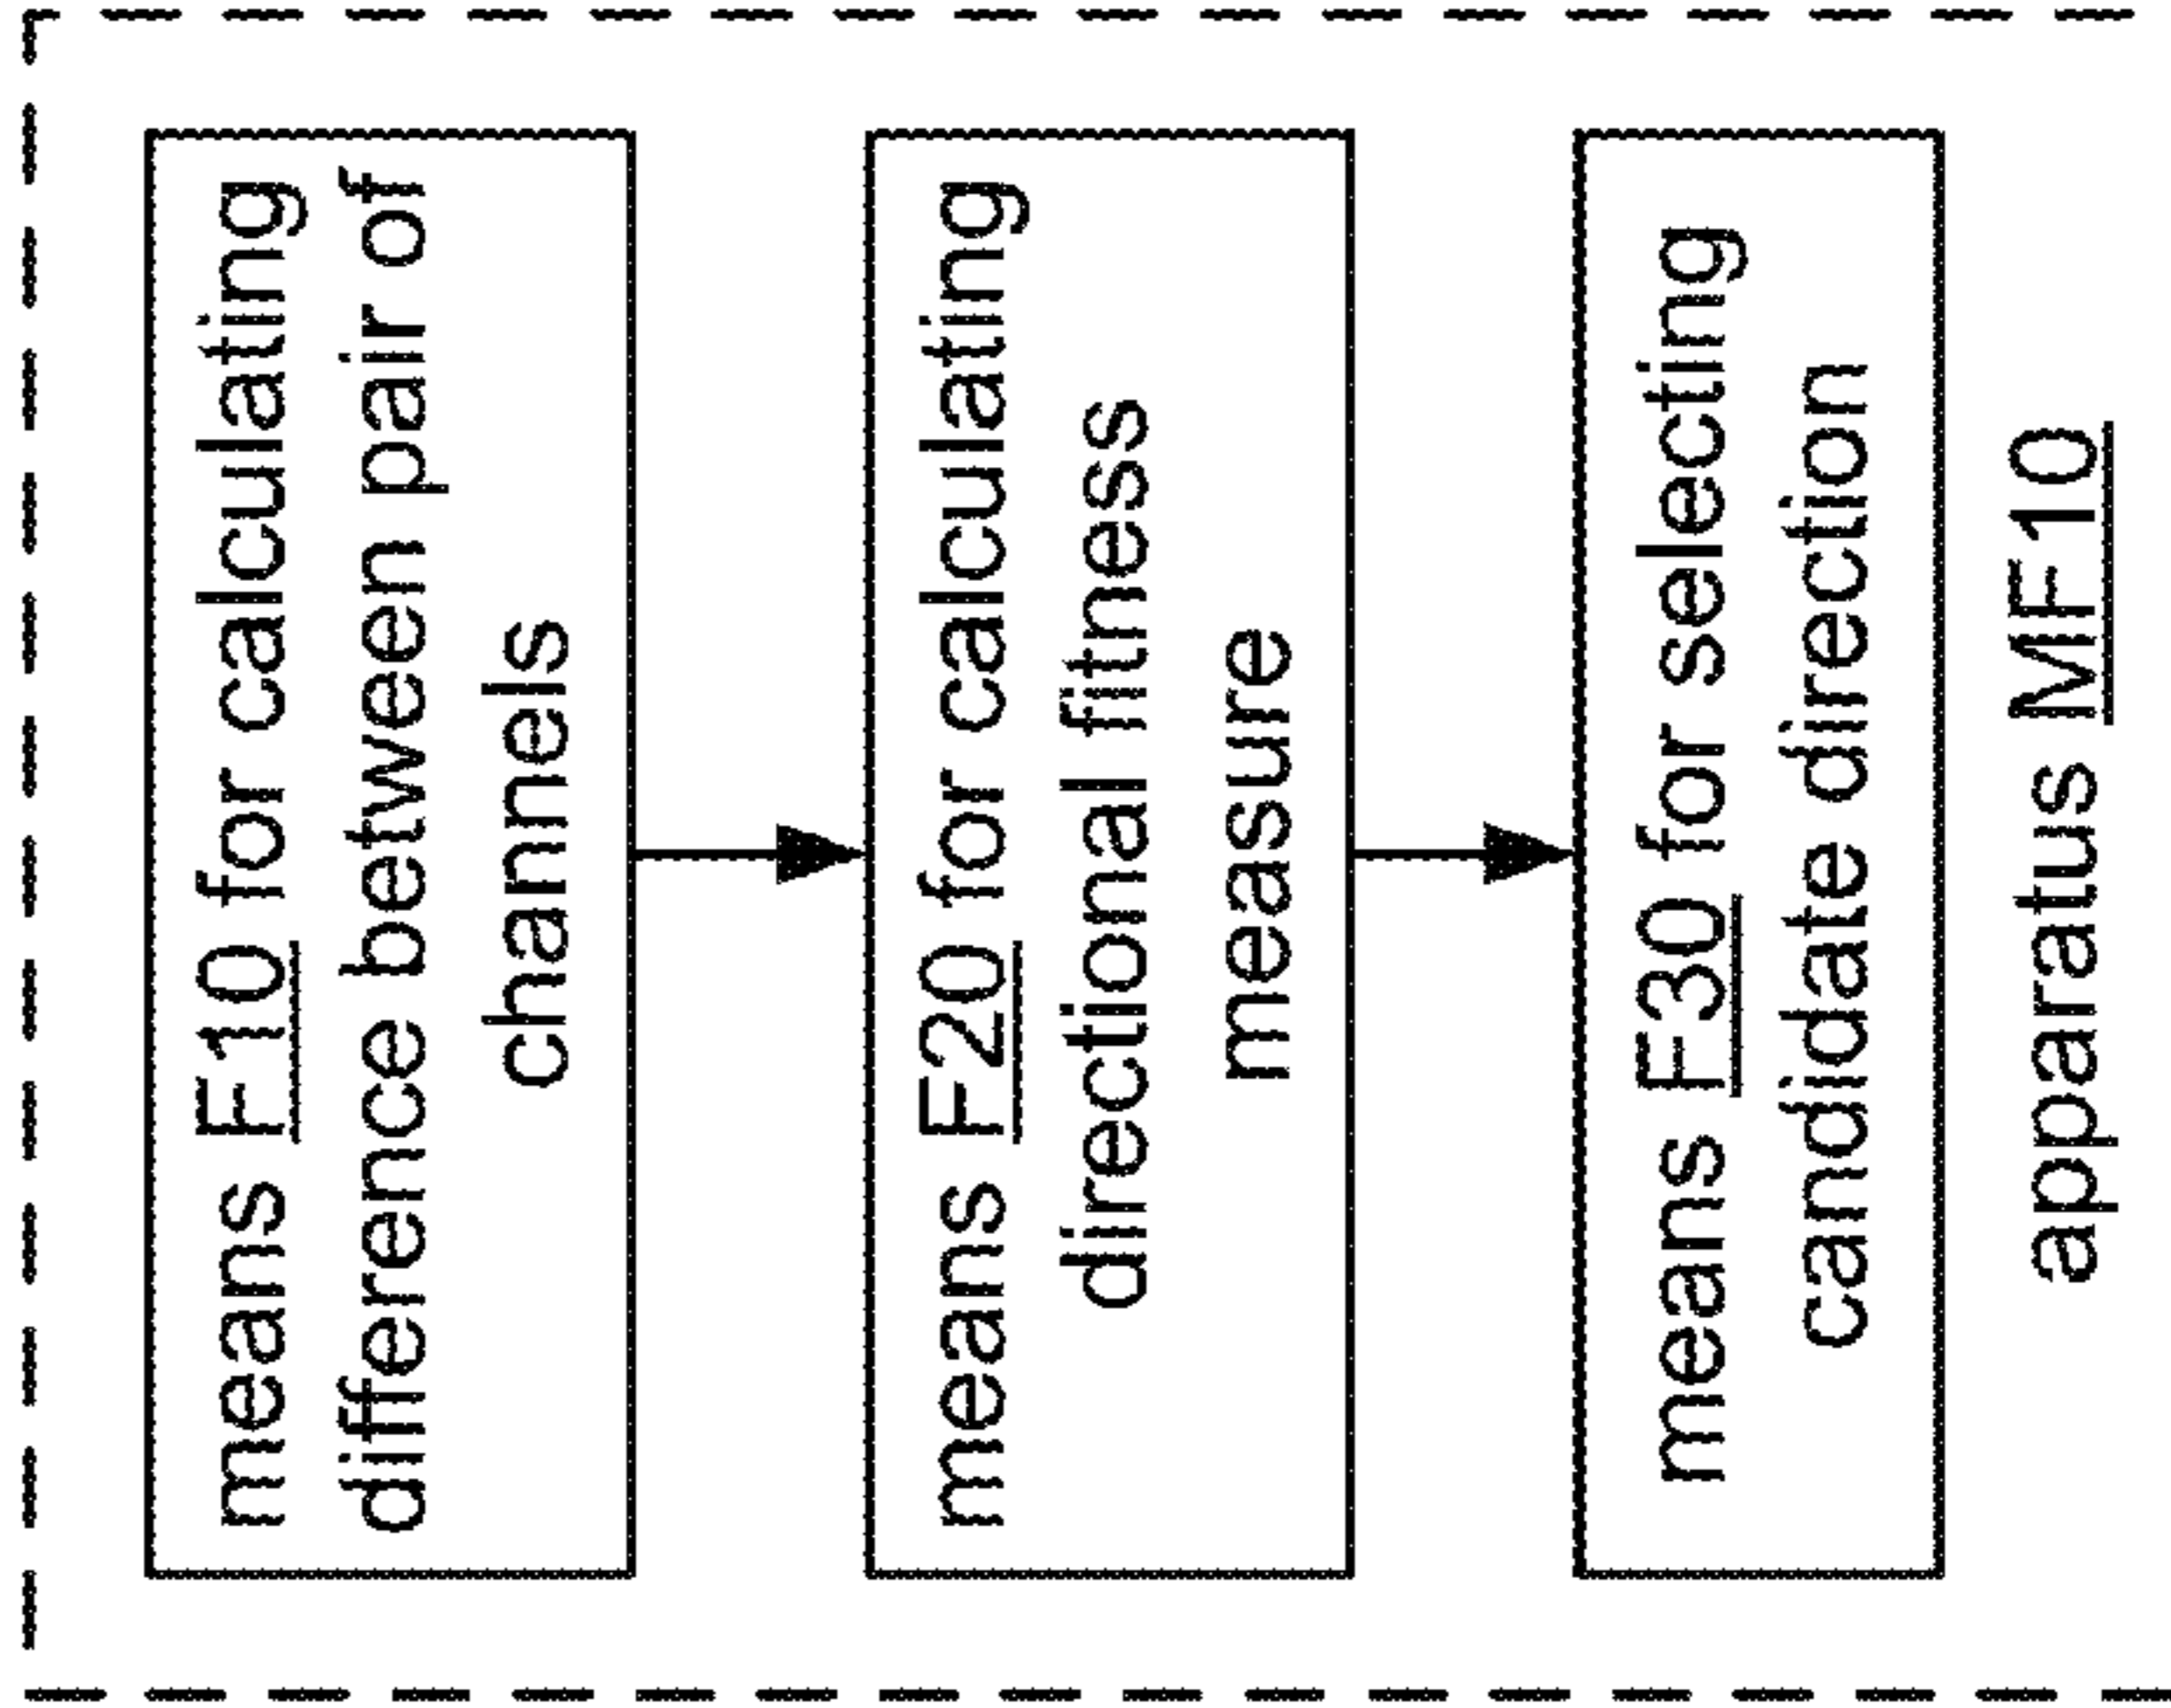 means F10 for calculating
difference between pair of
channels
means F20 for calculating
directional fitness
measure
means F30 for selecting
candidate direction
apparatus MF10